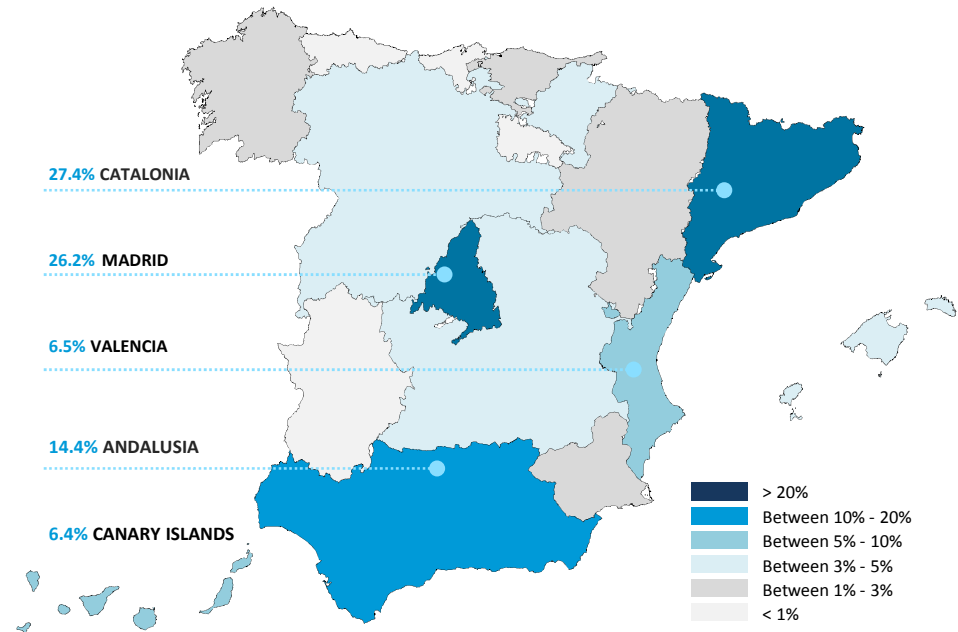 27.4% CATALONIA
26.2% MADRID
6.5% VALENCIA
14.4% ANDALUSIA
6.4% CANARY ISLANDS
> 20%
Between 10% - 20%
Between 5% - 10%
Between 3% - 5%
Between 1% - 3%
< 1%